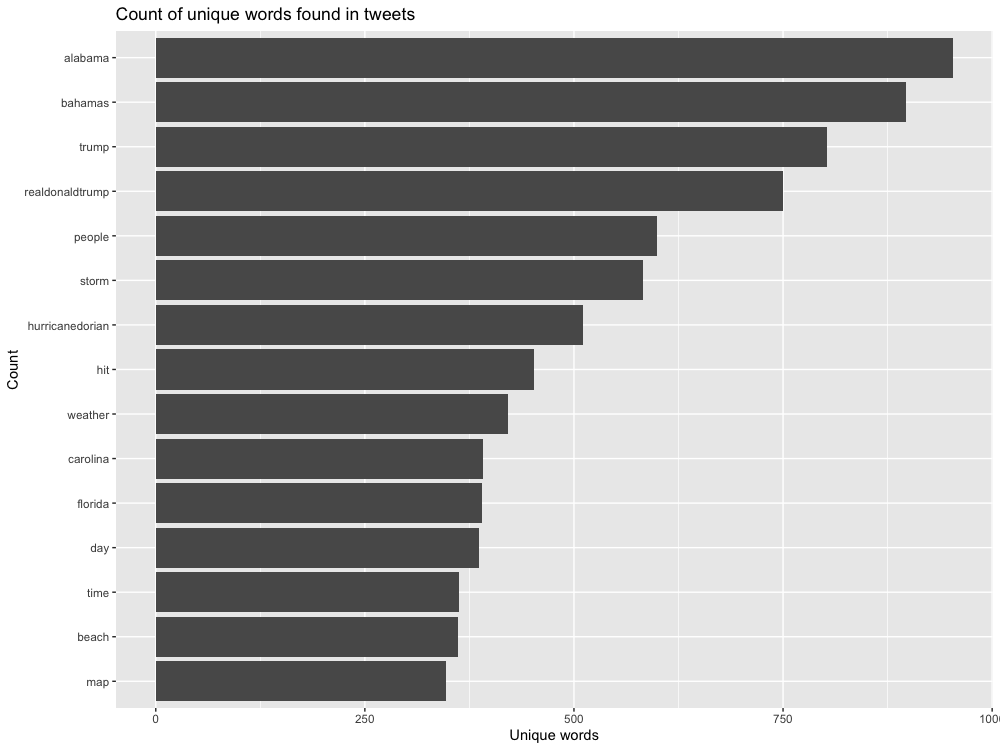 Count of unique words found in tweets
alabama
bahamas
trump
realdonaldtrump
people
storm
hurricanedorian
hit
weather
carolina
florida
day
time
beach
map
Count
0 250 500 750 100
Unique words